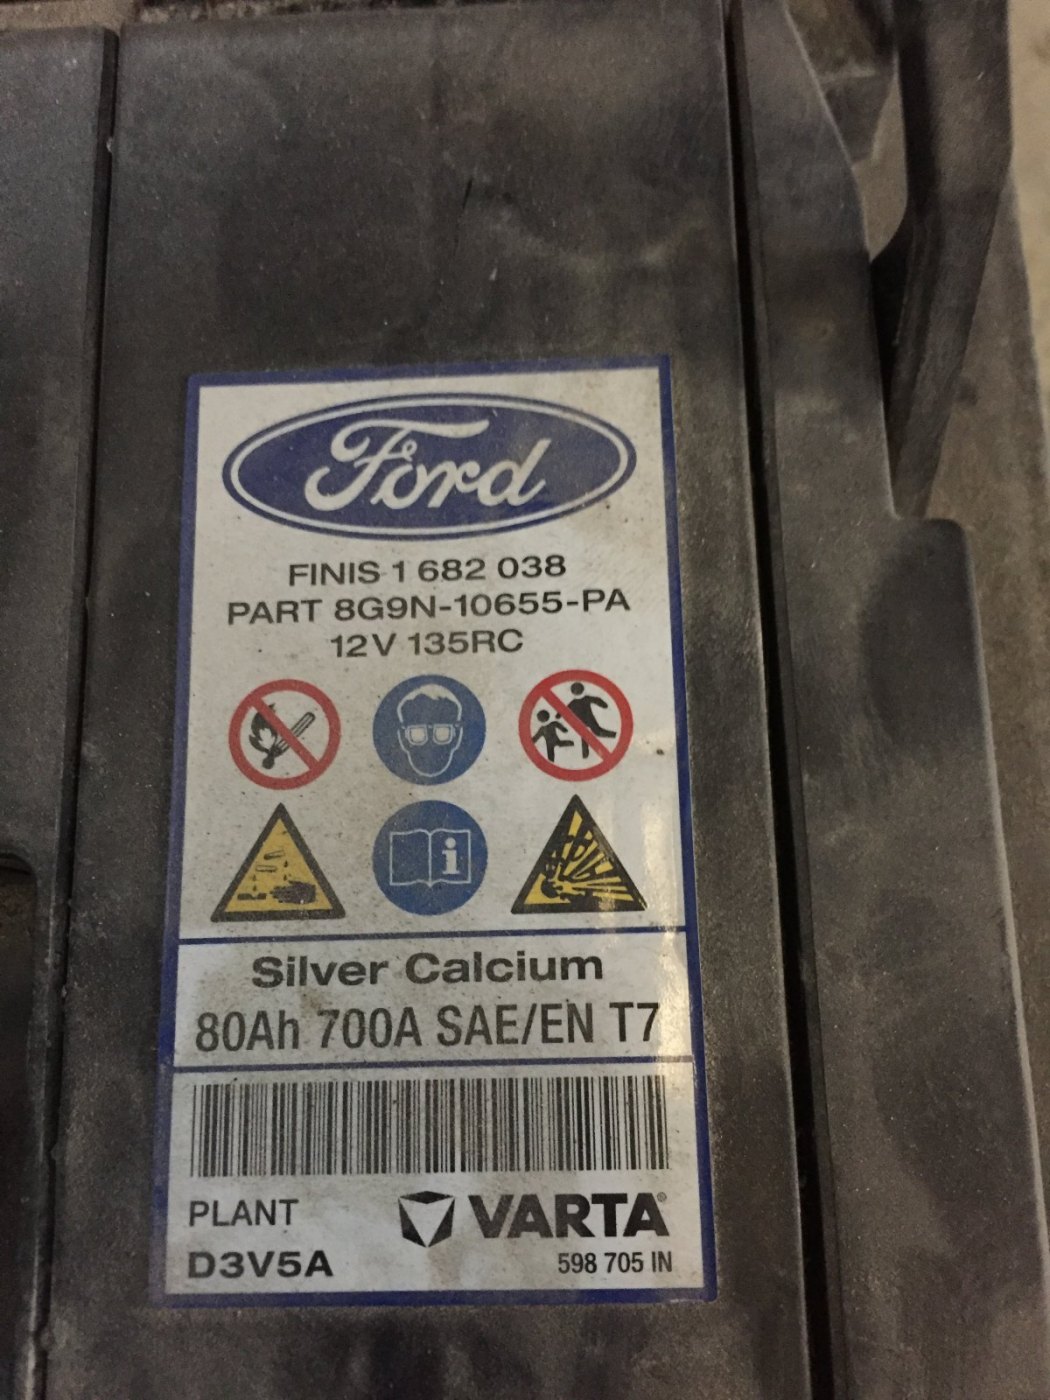 Ford
FINIS 1 682 038
PART 8G9N-10655-PA
12V 135RC
i
Silver Calcium
80Ah 700A SAE/EN T7
PLANT
VARTA®
D3V5A
598 705 IN